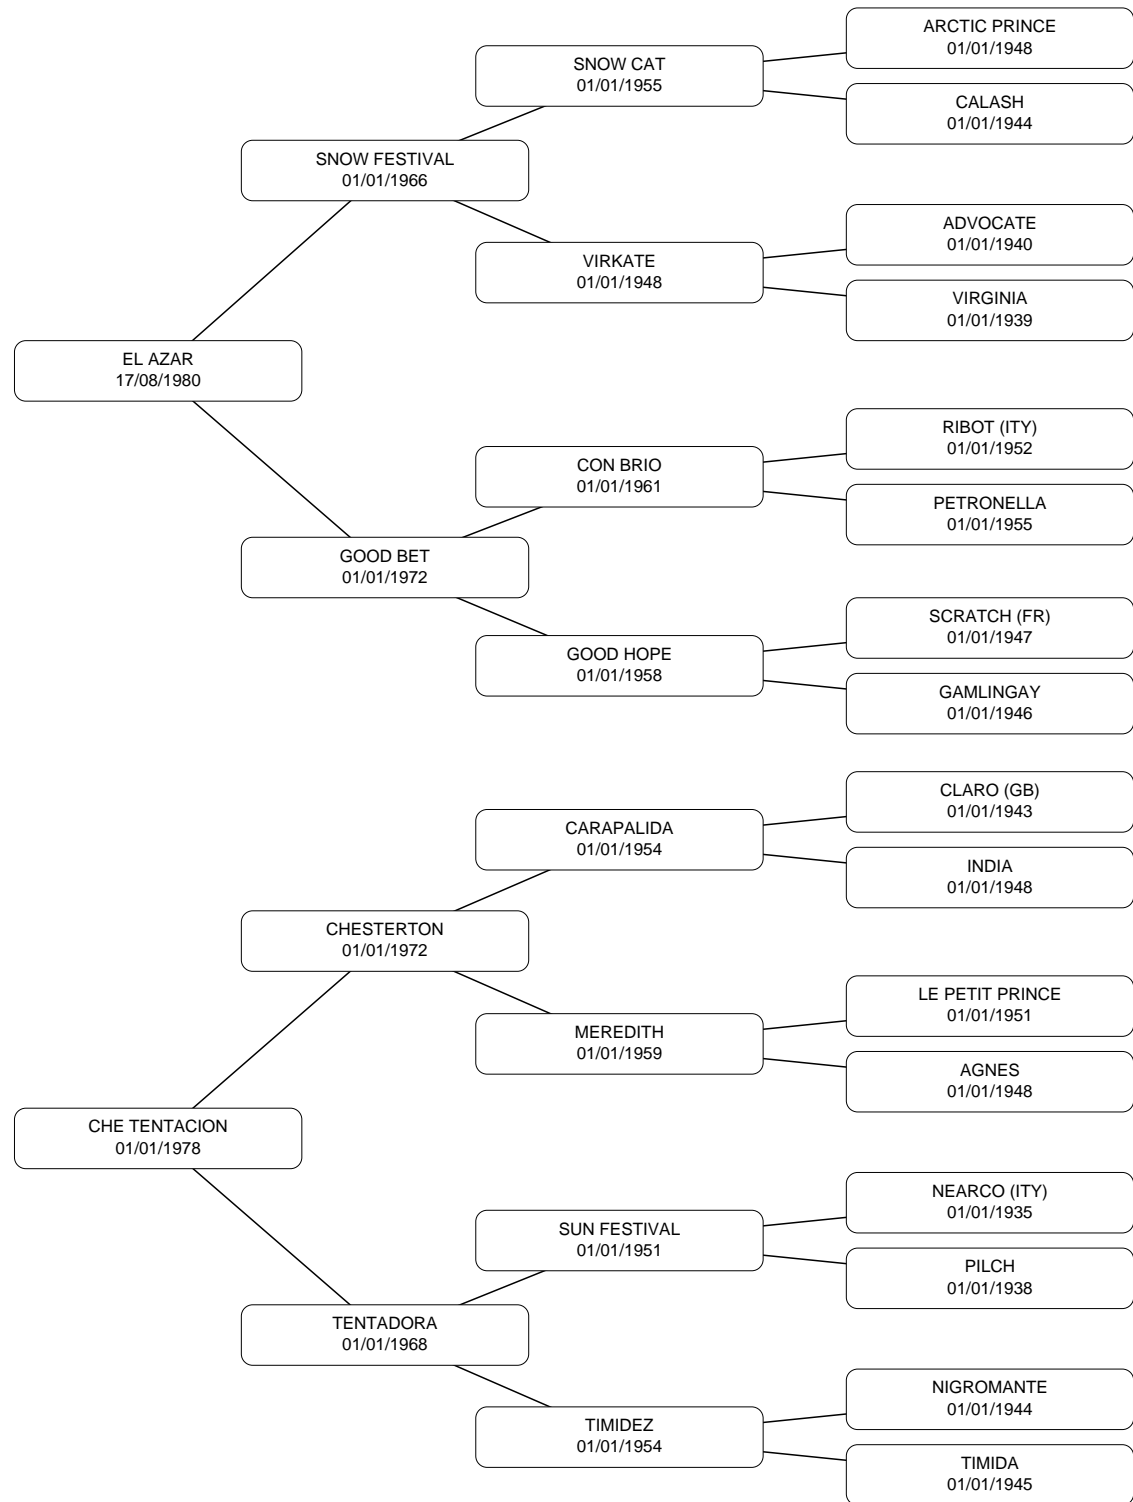 ARCTIC PRINCE
01/01/1948
SNOW CAT
01/01/1955
CALASH
01/01/1944
SNOW FESTIVAL
01/01/1966
ADVOCATE
01/01/1940
VIRKATE
01/01/1948
VIRGINIA
01/01/1939
EL AZAR
17/08/1980
RIBOT (ITY)
01/01/1952
CON BRIO
01/01/1961
PETRONELLA
01/01/1955
GOOD BET
01/01/1972
SCRATCH (FR)
01/01/1947
GOOD HOPE
01/01/1958
GAMLINGAY
01/01/1946
CLARO (GB)
01/01/1943
CARAPALIDA
01/01/1954
INDIA
01/01/1948
CHESTERTON
01/01/1972
LE PETIT PRINCE
01/01/1951
MEREDITH
01/01/1959
AGNES
01/01/1948
CHE TENTACION
01/01/1978
NEARCO (ITY)
01/01/1935
SUN FESTIVAL
01/01/1951
PILCH
01/01/1938
TENTADORA
01/01/1968
NIGROMANTE
01/01/1944
TIMIDEZ
01/01/1954
TIMIDA
01/01/1945